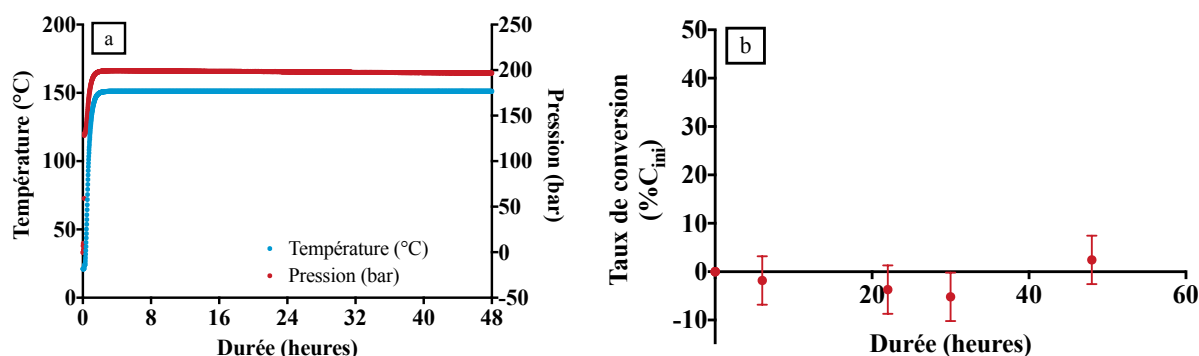 a
200
150
100
50
0
Température (°C)
250
200
150
100
50
0
-50
Pression (bar)
Température (°C)
Pression (bar)
0 8 16 24 32 40 48
Durée (heures)
b
50
40
30
20
10
0
-10
Taux de conversion
(%C_ini)
20 40 60
Durée (heures)